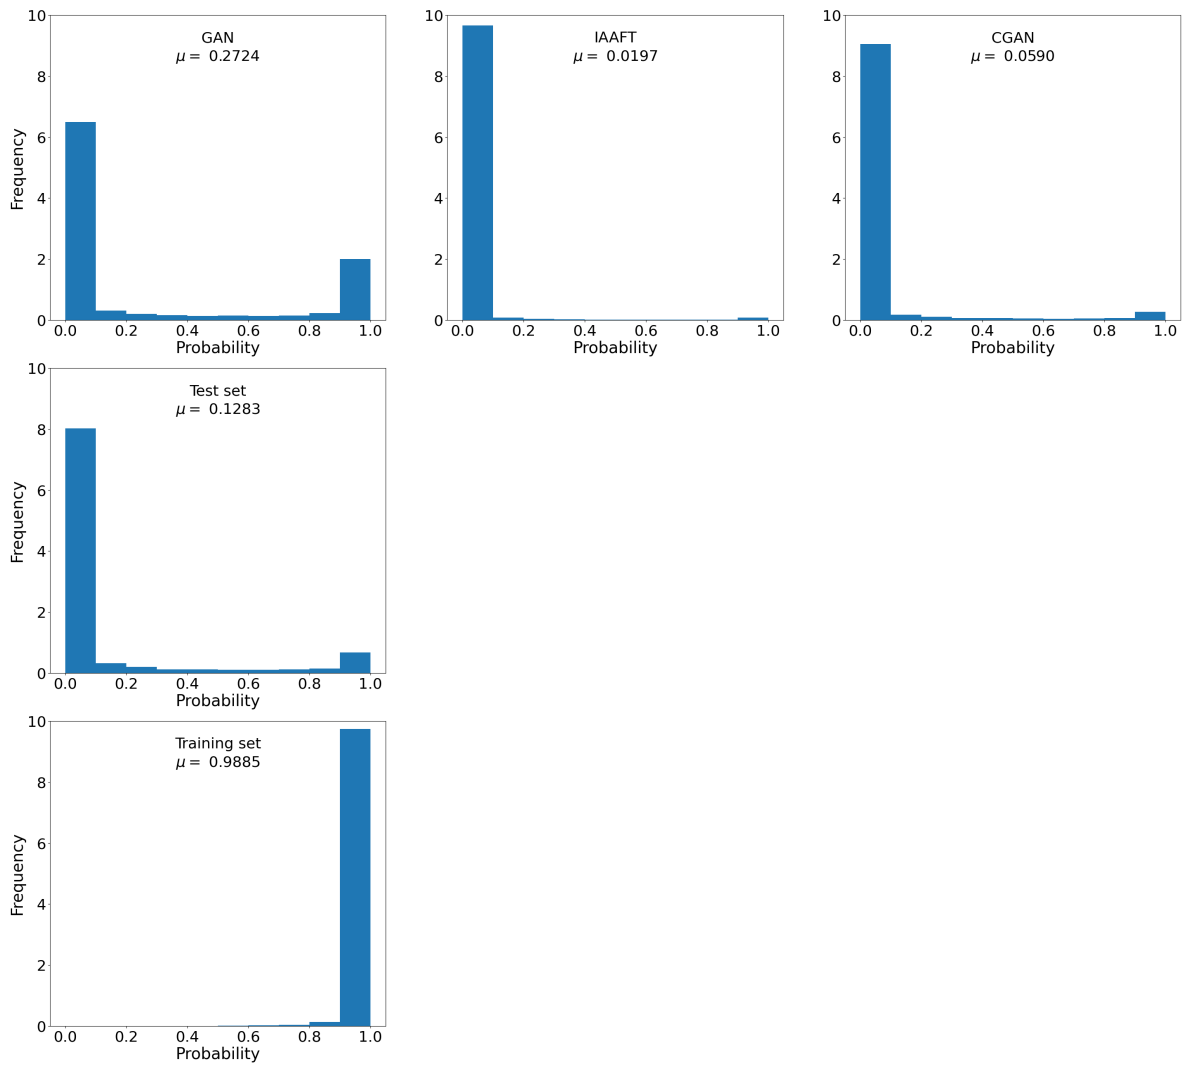 GAN
μ = 0.2724
Frequency
10
8
6
4
2
0
0.0 0.2 0.4 0.6 0.8 1.0
Probability
IAAFT
μ = 0.0197
10
8
6
4
2
0
0.0 0.2 0.4 0.6 0.8 1.0
Probability
CGAN
μ = 0.0590
10
8
6
4
2
0
0.0 0.2 0.4 0.6 0.8 1.0
Probability
Test set
μ = 0.1283
Frequency
10
8
6
4
2
0
0.0 0.2 0.4 0.6 0.8 1.0
Probability
Training set
μ = 0.9885
Frequency
10
8
6
4
2
0
0.0 0.2 0.4 0.6 0.8 1.0
Probability